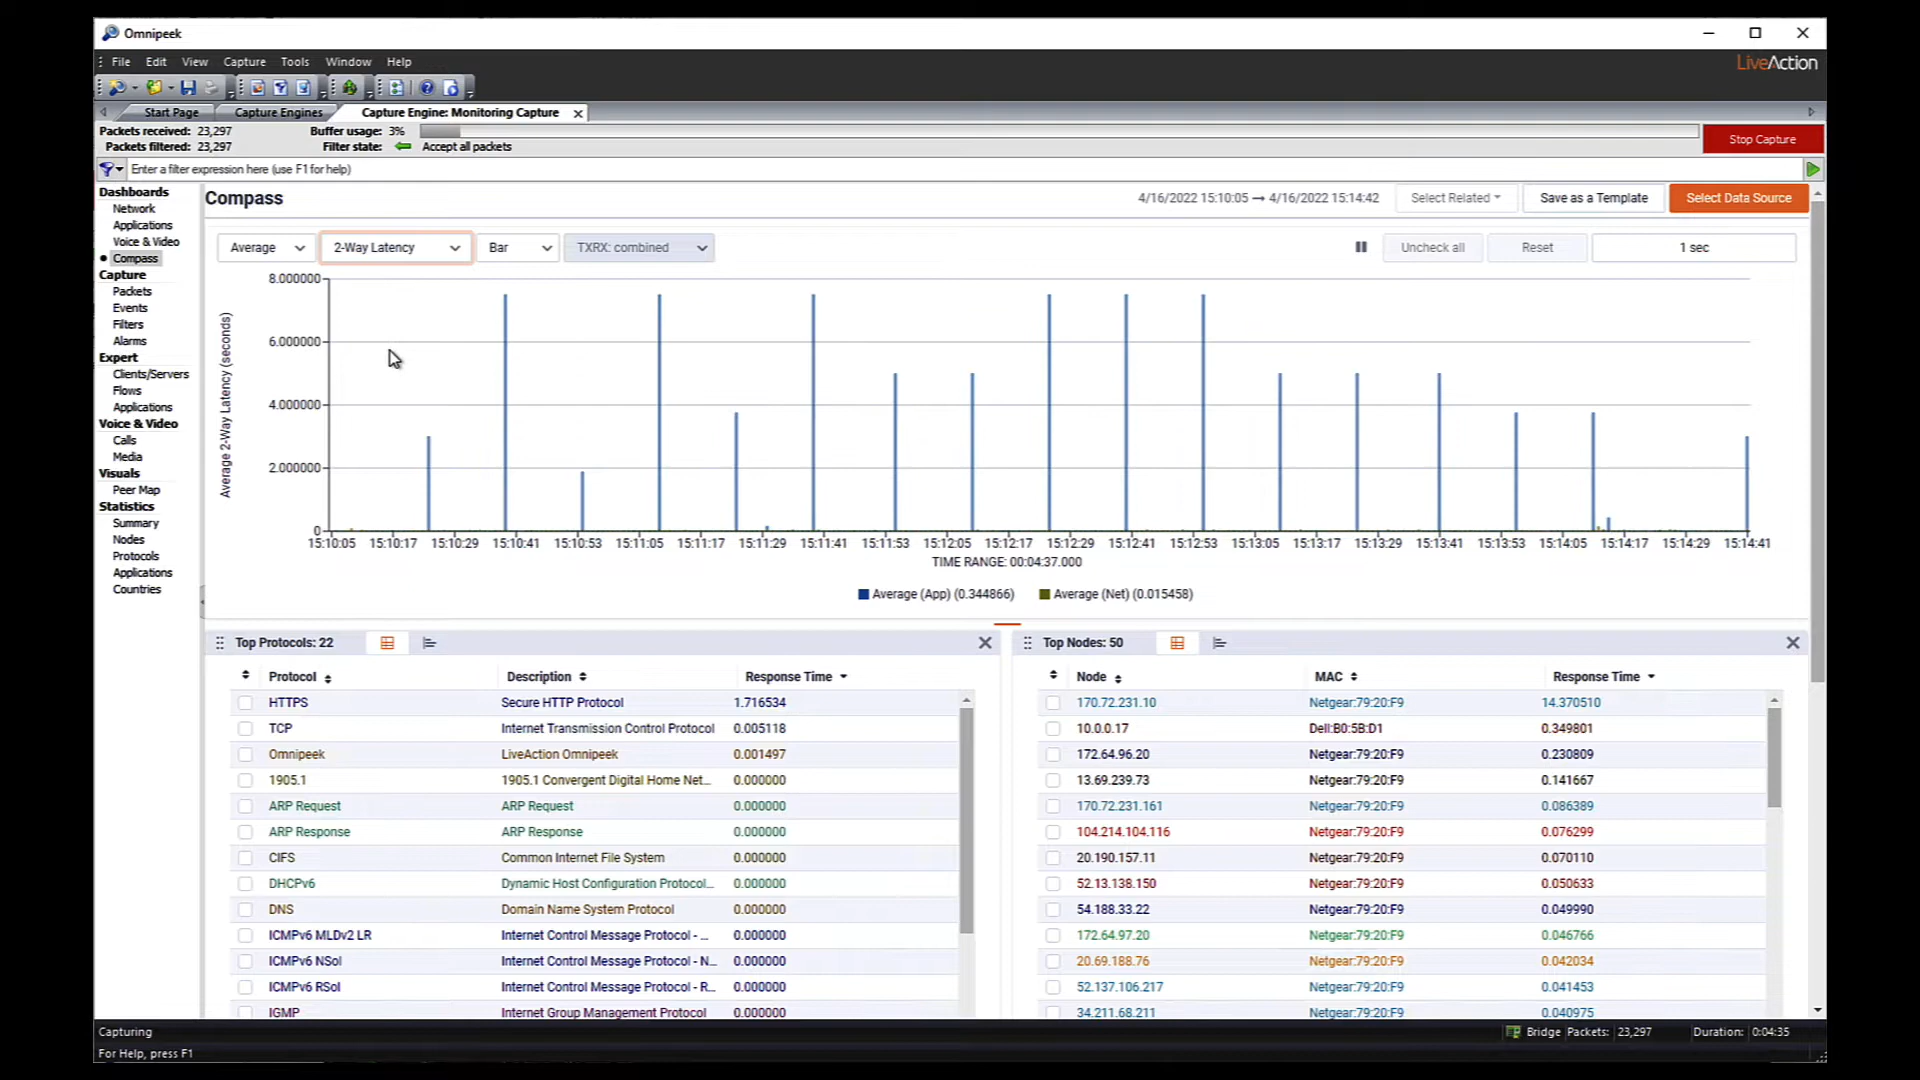 Omnipeek
File Edit View Capture Tools Window Help
LiveAction
Start Page Capture Engines Capture Engine: Monitoring Capture
Packets received: 23,297 Buffer usage: 3%
Packets filtered: 23,297 Filter state: Accept all packets
Stop Capture
Enter a filter expression here (use F1 for help)
Dashboards
Network
Applications
Voice & Video
Compass
Capture
Packets
Events
Filters
Alarms
Expert
Clients/Servers
Flows
Applications
Voice & Video
Calls
Media
Visuals
Peer Map
Statistics
Summary
Nodes
Protocols
Applications
Countries
Compass
4/16/2022 15:10:05 → 4/16/2022 15:14:42
Select Related
Save as a Template
Select Data Source
Average 2-Way Latency Bar TXRX: combined
Uncheck all Reset 1 sec
Average 2-Way Latency (seconds)
8.000000
6.000000
4.000000
2.000000
0
15:10:05 15:10:17 15:10:29 15:10:41 15:10:53 15:11:05 15:11:17 15:11:29 15:11:41 15:11:53 15:12:05 15:12:17 15:12:29 15:12:41 15:12:53 15:13:05 15:13:17 15:13:29 15:13:41 15:13:53 15:14:05 15:14:17 15:14:29 15:14:41
TIME RANGE: 00:04:37.000
Average (App) (0.344866) Average (Net) (0.015458)
Top Protocols: 22
Protocol Description Response Time
HTTPS Secure HTTP Protocol 1.716534
TCP Internet Transmission Control Protocol 0.005118
Omnipeek LiveAction Omnipeek 0.001497
1905.1 1905.1 Convergent Digital Home Net... 0.000000
ARP Request ARP Request 0.000000
ARP Response ARP Response 0.000000
CIFS Common Internet File System 0.000000
DHCPv6 Dynamic Host Configuration Protocol... 0.000000
DNS Domain Name System Protocol 0.000000
ICMPv6 MLDv2 LR Internet Control Message Protocol - ... 0.000000
ICMPv6 NSol Internet Control Message Protocol - N... 0.000000
ICMPv6 RSol Internet Control Message Protocol - R... 0.000000
IGMP Internet Group Management Protocol 0.000000
Top Nodes: 50
Node MAC Response Time
170.72.231.10 Netgear:79:20:F9 14.370510
10.0.0.17 Dell:B0:5B:D1 0.349801
172.64.96.20 Netgear:79:20:F9 0.230809
13.69.239.73 Netgear:79:20:F9 0.141667
170.72.231.161 Netgear:79:20:F9 0.086389
104.214.104.116 Netgear:79:20:F9 0.076299
20.190.157.11 Netgear:79:20:F9 0.070110
52.13.138.150 Netgear:79:20:F9 0.050633
54.188.33.22 Netgear:79:20:F9 0.049990
172.64.97.20 Netgear:79:20:F9 0.046766
20.69.188.76 Netgear:79:20:F9 0.042034
52.137.106.217 Netgear:79:20:F9 0.041453
34.211.68.211 Netgear:79:20:F9 0.040975
Capturing
Bridge Packets: 23,297 Duration: 0:04:35
For Help, press F1